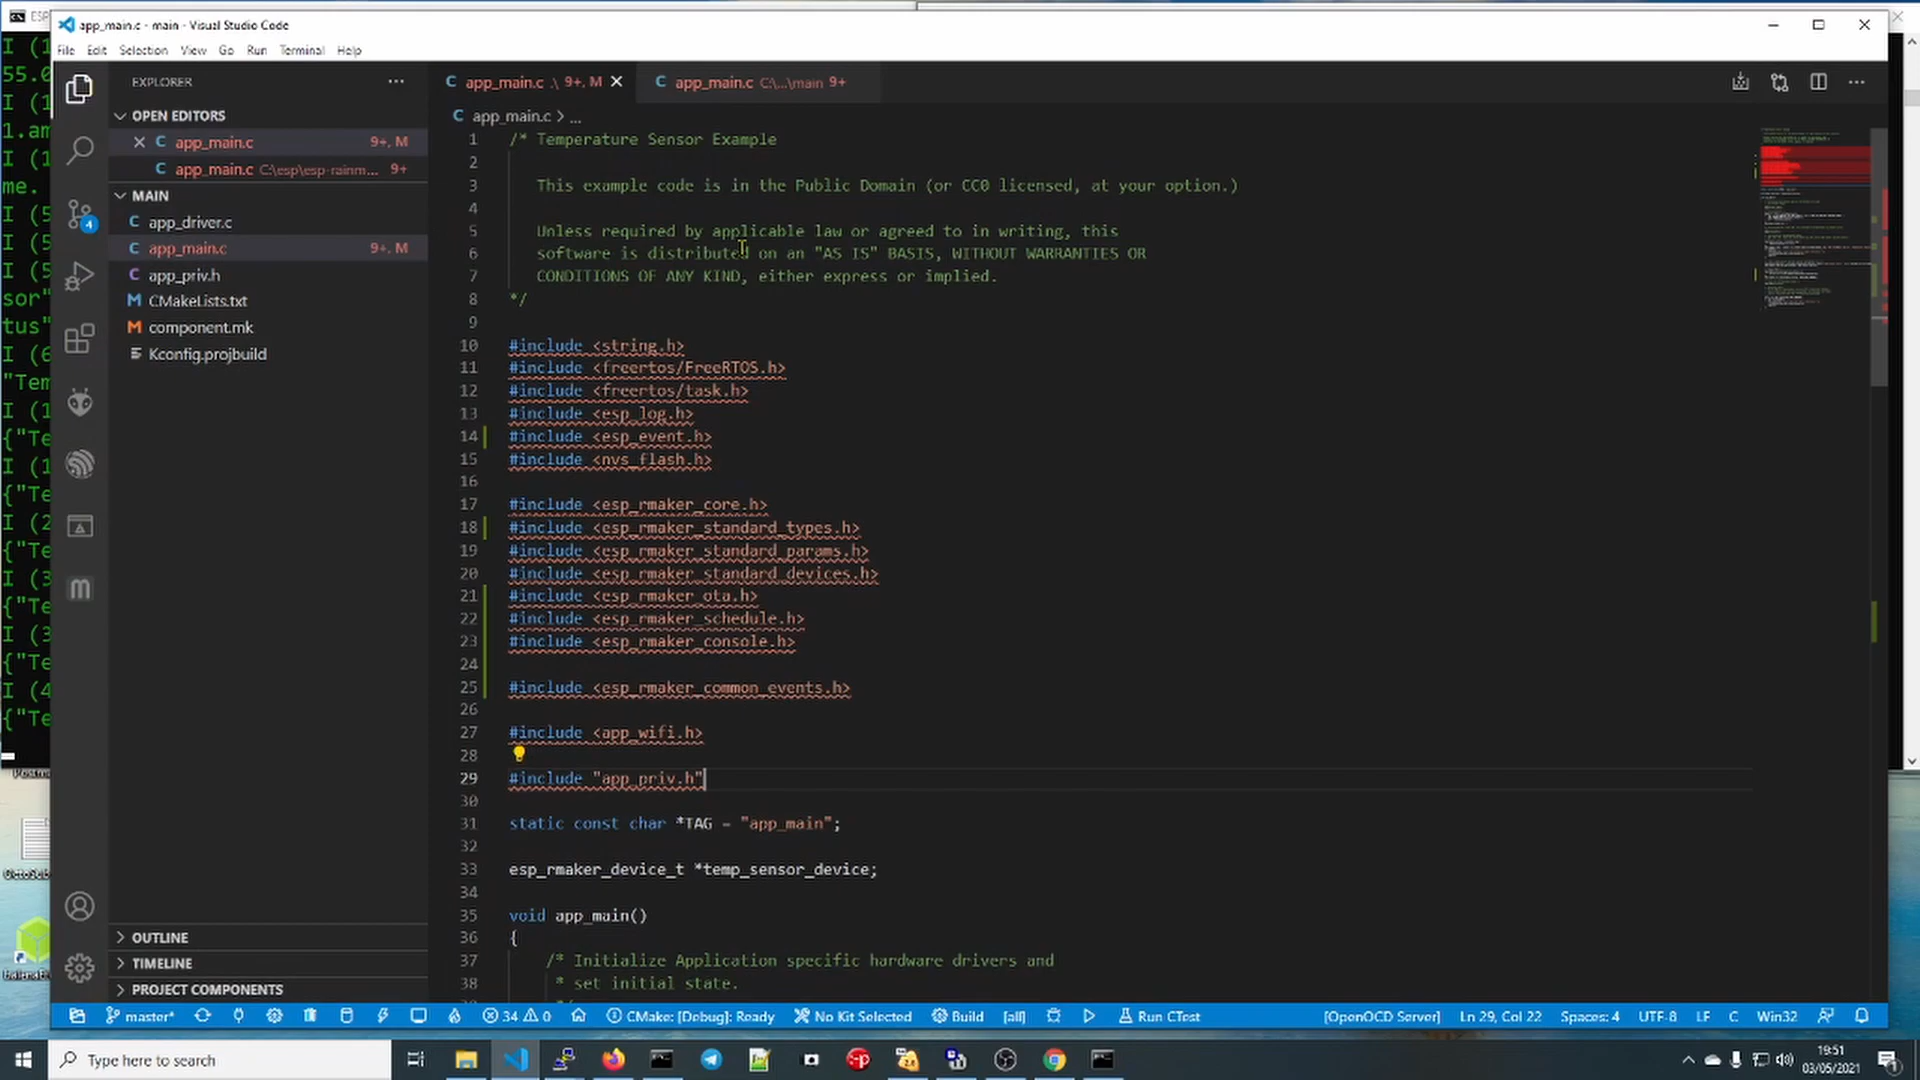 app_main.c - main - Visual Studio Code
File Edit Selection View Go Run Terminal Help
EXPLORER
OPEN EDITORS
app_main.c 9+, M
app_main.c C:\esp\esp-rainm... 9+
MAIN
app_driver.c
app_main.c 9+, M
app_priv.h
CMakeLists.txt
component.mk
Kconfig.projbuild
OUTLINE
TIMELINE
PROJECT COMPONENTS
app_main.c .\ 9+, M
app_main.c C:\...\main 9+
app_main.c > ...
1 /* Temperature Sensor Example
2
3 This example code is in the Public Domain (or CC0 licensed, at your option.)
4
5 Unless required by applicable law or agreed to in writing, this
6 software is distributed on an "AS IS" BASIS, WITHOUT WARRANTIES OR
7 CONDITIONS OF ANY KIND, either express or implied.
8 */
9
10 #include <string.h>
11 #include <freertos/FreeRTOS.h>
12 #include <freertos/task.h>
13 #include <esp_log.h>
14 #include <esp_event.h>
15 #include <nvs_flash.h>
16
17 #include <esp_rmaker_core.h>
18 #include <esp_rmaker_standard_types.h>
19 #include <esp_rmaker_standard_params.h>
20 #include <esp_rmaker_standard_devices.h>
21 #include <esp_rmaker_ota.h>
22 #include <esp_rmaker_schedule.h>
23 #include <esp_rmaker_console.h>
24
25 #include <esp_rmaker_common_events.h>
26
27 #include <app_wifi.h>
28
29 #include "app_priv.h"
30
31 static const char *TAG = "app_main";
32
33 esp_rmaker_device_t *temp_sensor_device;
34
35 void app_main()
36 {
37 /* Initialize Application specific hardware drivers and
38 * set initial state.
*/
4
master* 34 0 CMake: [Debug]: Ready No Kit Selected Build [all] Run CTest [OpenOCD Server] Ln 29, Col 22 Spaces: 4 UTF-8 LF C Win32
Type here to search
19:51
03/05/2021
1